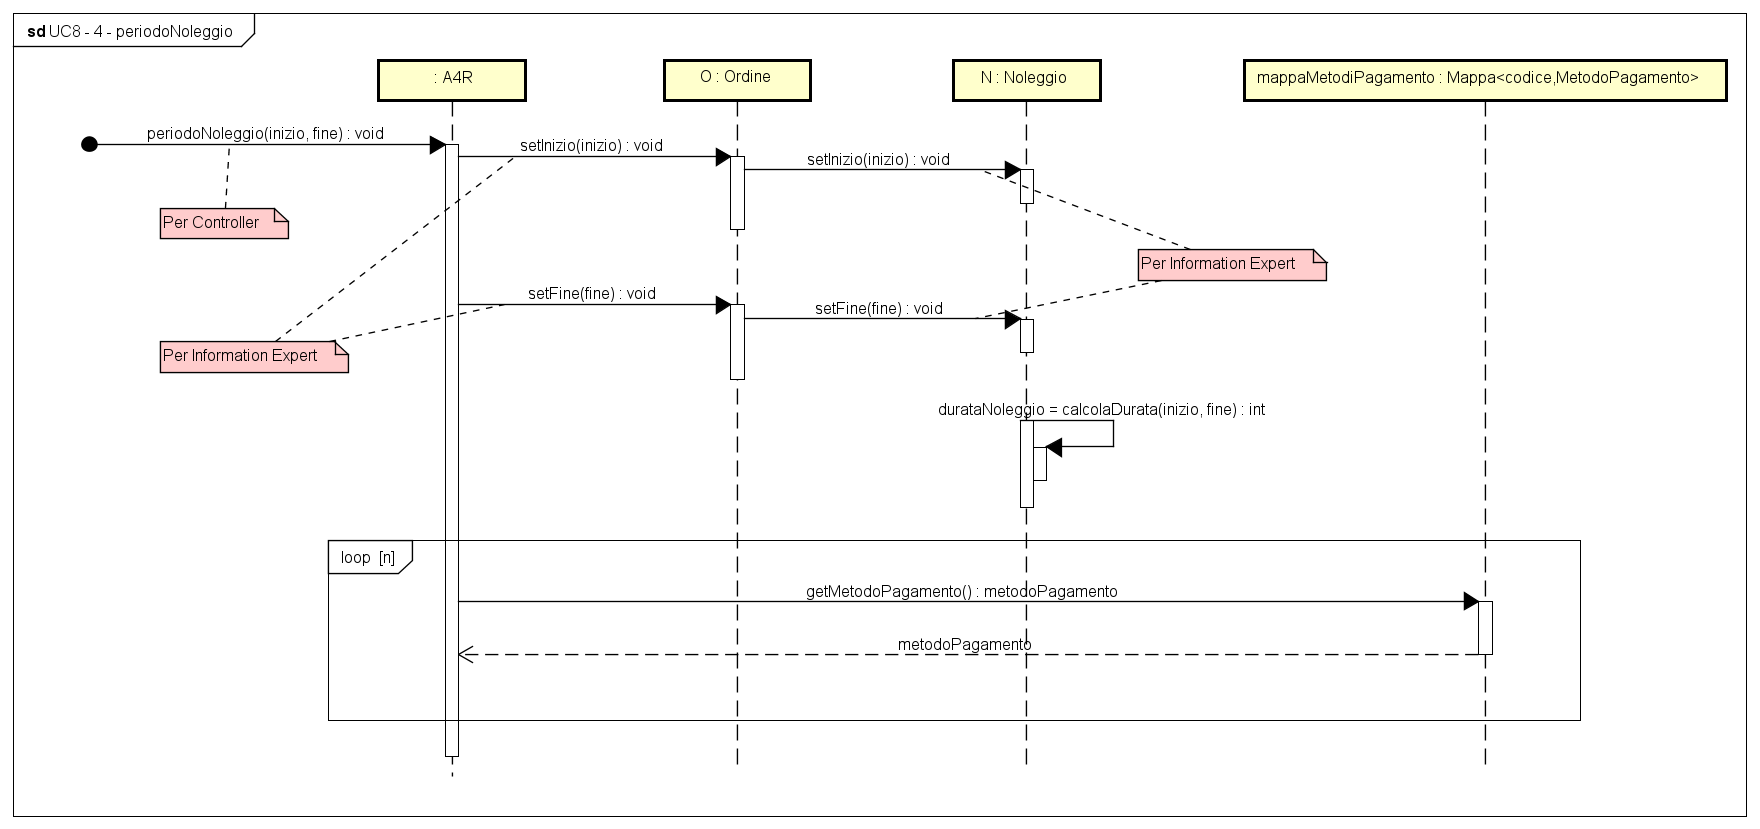 sd UC8 - 4 - periodoNoleggio
: A4R
O : Ordine
N : Noleggio
mappaMetodiPagamento : Mappa<codice,MetodoPagamento>
periodoNoleggio(inizio, fine) : void
setInizio(inizio) : void
setInizio(inizio) : void
Per Controller
Per Information Expert
setFine(fine) : void
setFine(fine) : void
Per Information Expert
durataNoleggio = calcolaDurata(inizio, fine) : int
loop [n]
getMetodoPagamento() : metodoPagamento
metodoPagamento